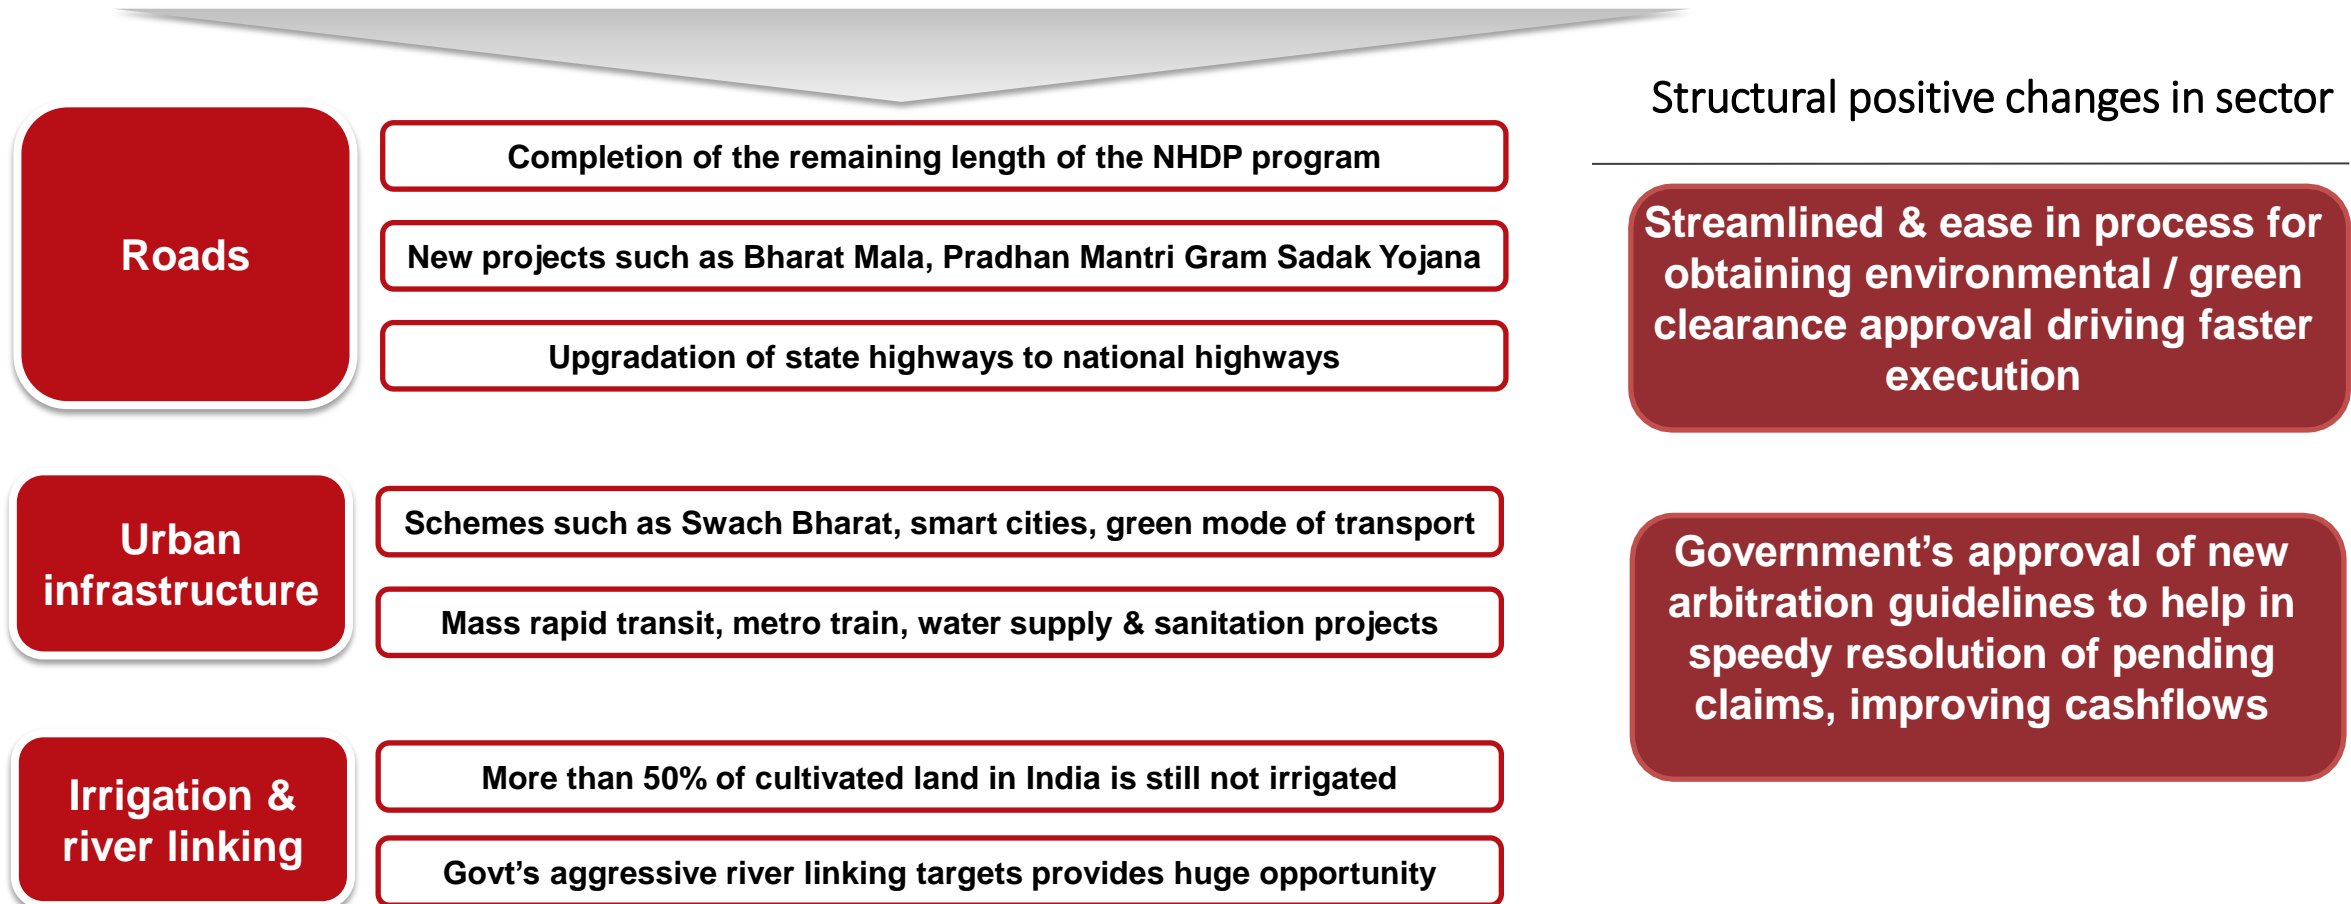 Roads
Completion of the remaining length of the NHDP program
New projects such as Bharat Mala, Pradhan Mantri Gram Sadak Yojana
Upgradation of state highways to national highways
Urban
infrastructure
Schemes such as Swach Bharat, smart cities, green mode of transport
Mass rapid transit, metro train, water supply & sanitation projects
Irrigation &
river linking
More than 50% of cultivated land in India is still not irrigated
Govt’s aggressive river linking targets provides huge opportunity
Structural positive changes in sector
Streamlined & ease in process for
obtaining environmental / green
clearance approval driving faster
execution
Government’s approval of new
arbitration guidelines to help in
speedy resolution of pending
claims, improving cashflows